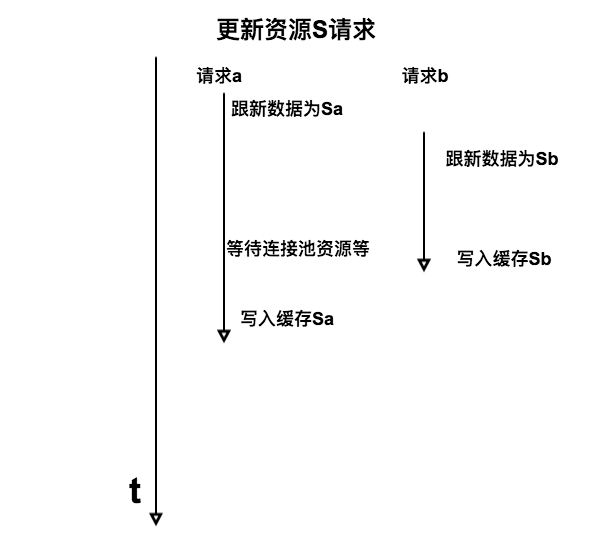 更新资源S请求
请求a
请求b
跟新数据为Sa
跟新数据为Sb
等待连接池资源等
写入缓存Sb
写入缓存Sa
t